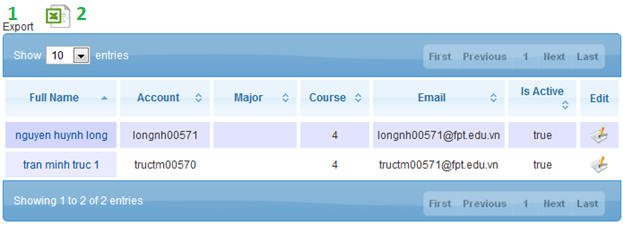 1 2
Export
Show 10 entries First Previous 1 Next Last
Full Name Account Major Course Email Is Active Edit
nguyen huynh long longnh00571 4 longnh00571@fpt.edu.vn true
tran minh truc 1 tructm00570 4 tructm00571@fpt.edu.vn true
Showing 1 to 2 of 2 entries First Previous 1 Next Last